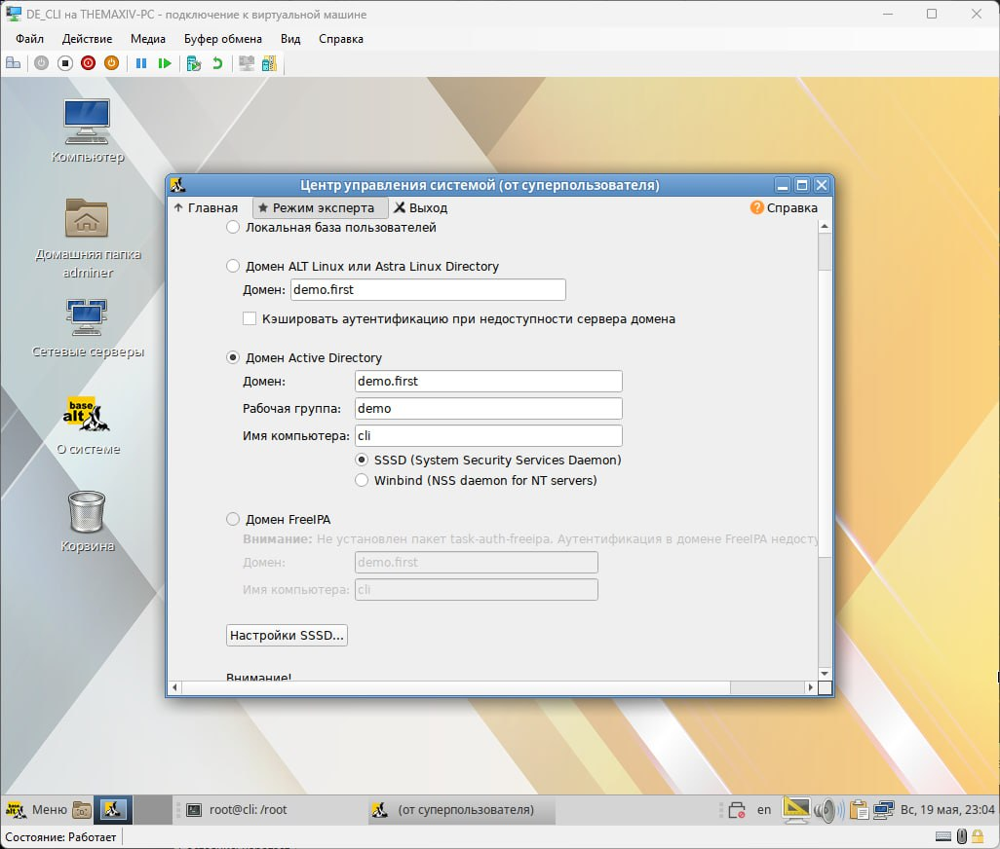 DE_CLI на THEMAXIV-PC - подключение к виртуальной машине
Файл Действие Медиа Буфер обмена Вид Справка
Компьютер
Домашняя папка
adminer
Сетевые серверы
base
alt
О системе
Корзина
Центр управления системой (от суперпользователя)
Главная Режим эксперта Выход Справка
Локальная база пользователей
Домен ALT Linux или Astra Linux Directory
Домен: demo.first
Кэшировать аутентификацию при недоступности сервера домена
Домен Active Directory
Домен: demo.first
Рабочая группа: demo
Имя компьютера: cli
SSSD (System Security Services Daemon)
Winbind (NSS daemon for NT servers)
Домен FreeIPA
Внимание: Не установлен пакет task-auth-freeipa. Аутентификация в домене FreeIPA недосту
Домен: demo.first
Имя компьютера: cli
Настройки SSSD...
Внимание!
Меню root@cli: /root (от суперпользователя) en Вс, 19 мая, 23:04
Состояние: Работает